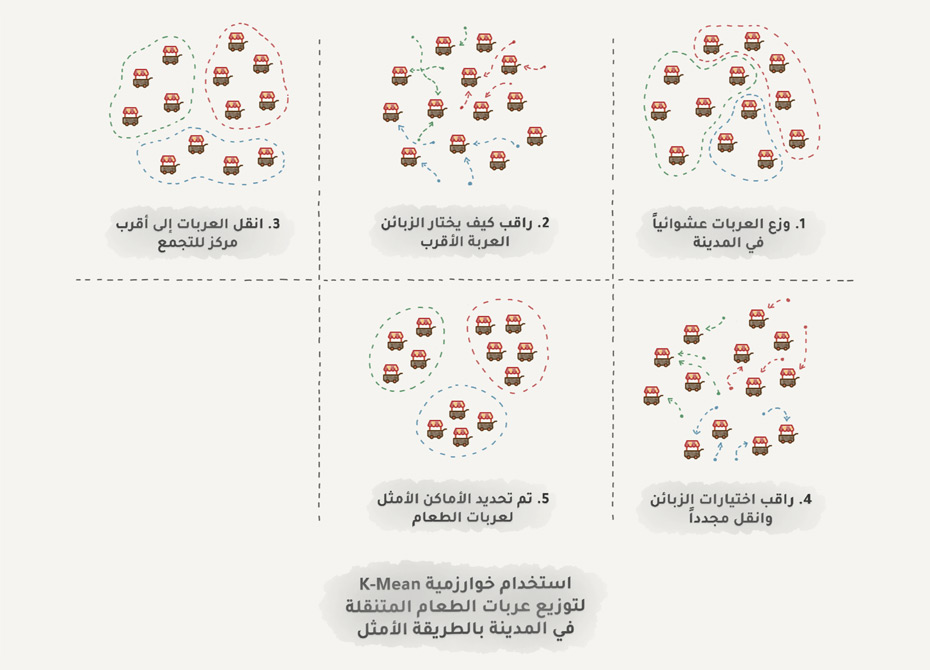 1. وزع العربات عشوائياً
في المدينة
2. راقب كيف يختار الزبائن
العربة الأقرب
3. انقل العربات إلى أقرب
مركز للتجمع
4. راقب اختيارات الزبائن
وانقل مجدداً
5. تم تحديد الأماكن الأمثل
لعربات الطعام
استخدام خوارزمية K-Mean
لتوزيع عربات الطعام المتنقلة
في المدينة بالطريقة الأمثل